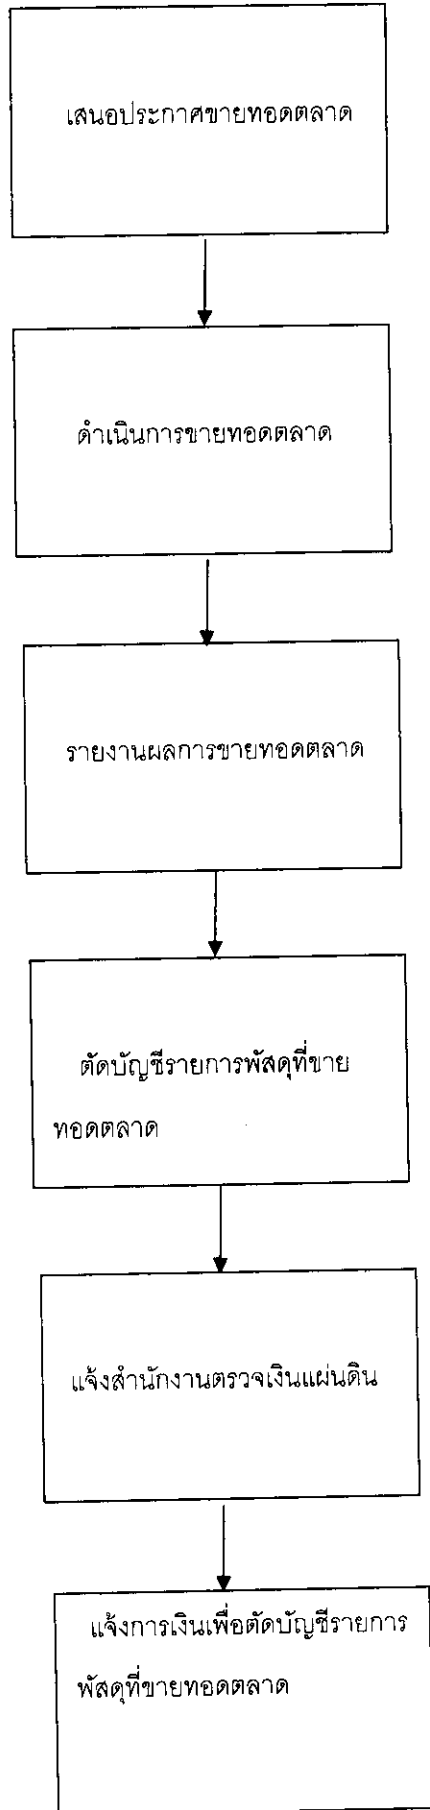 เสนอประกาศขายทอดตลาด
ดำเนินการขายทอดตลาด
รายงานผลการขายทอดตลาด
ตัดบัญชีรายการพัสดุที่ขาย
ทอดตลาด
แจ้งสำนักงานตรวจเงินแผ่นดิน
แจ้งการเงินเพื่อตัดบัญชีรายการ
พัสดุที่ขายทอดตลาด